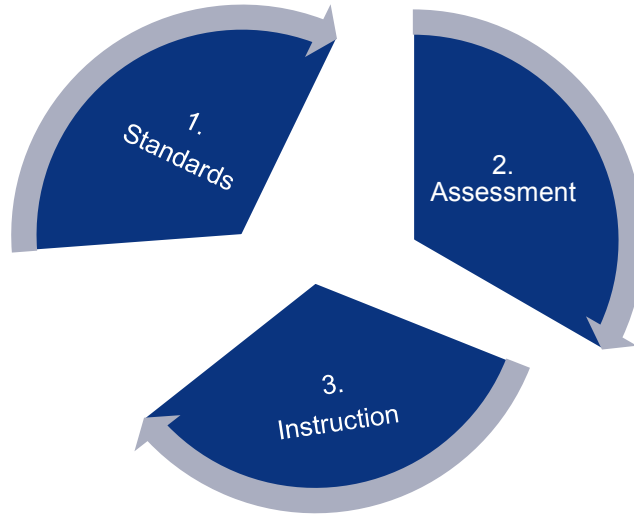 1.
Standards
2.
Assessment
3.
Instruction